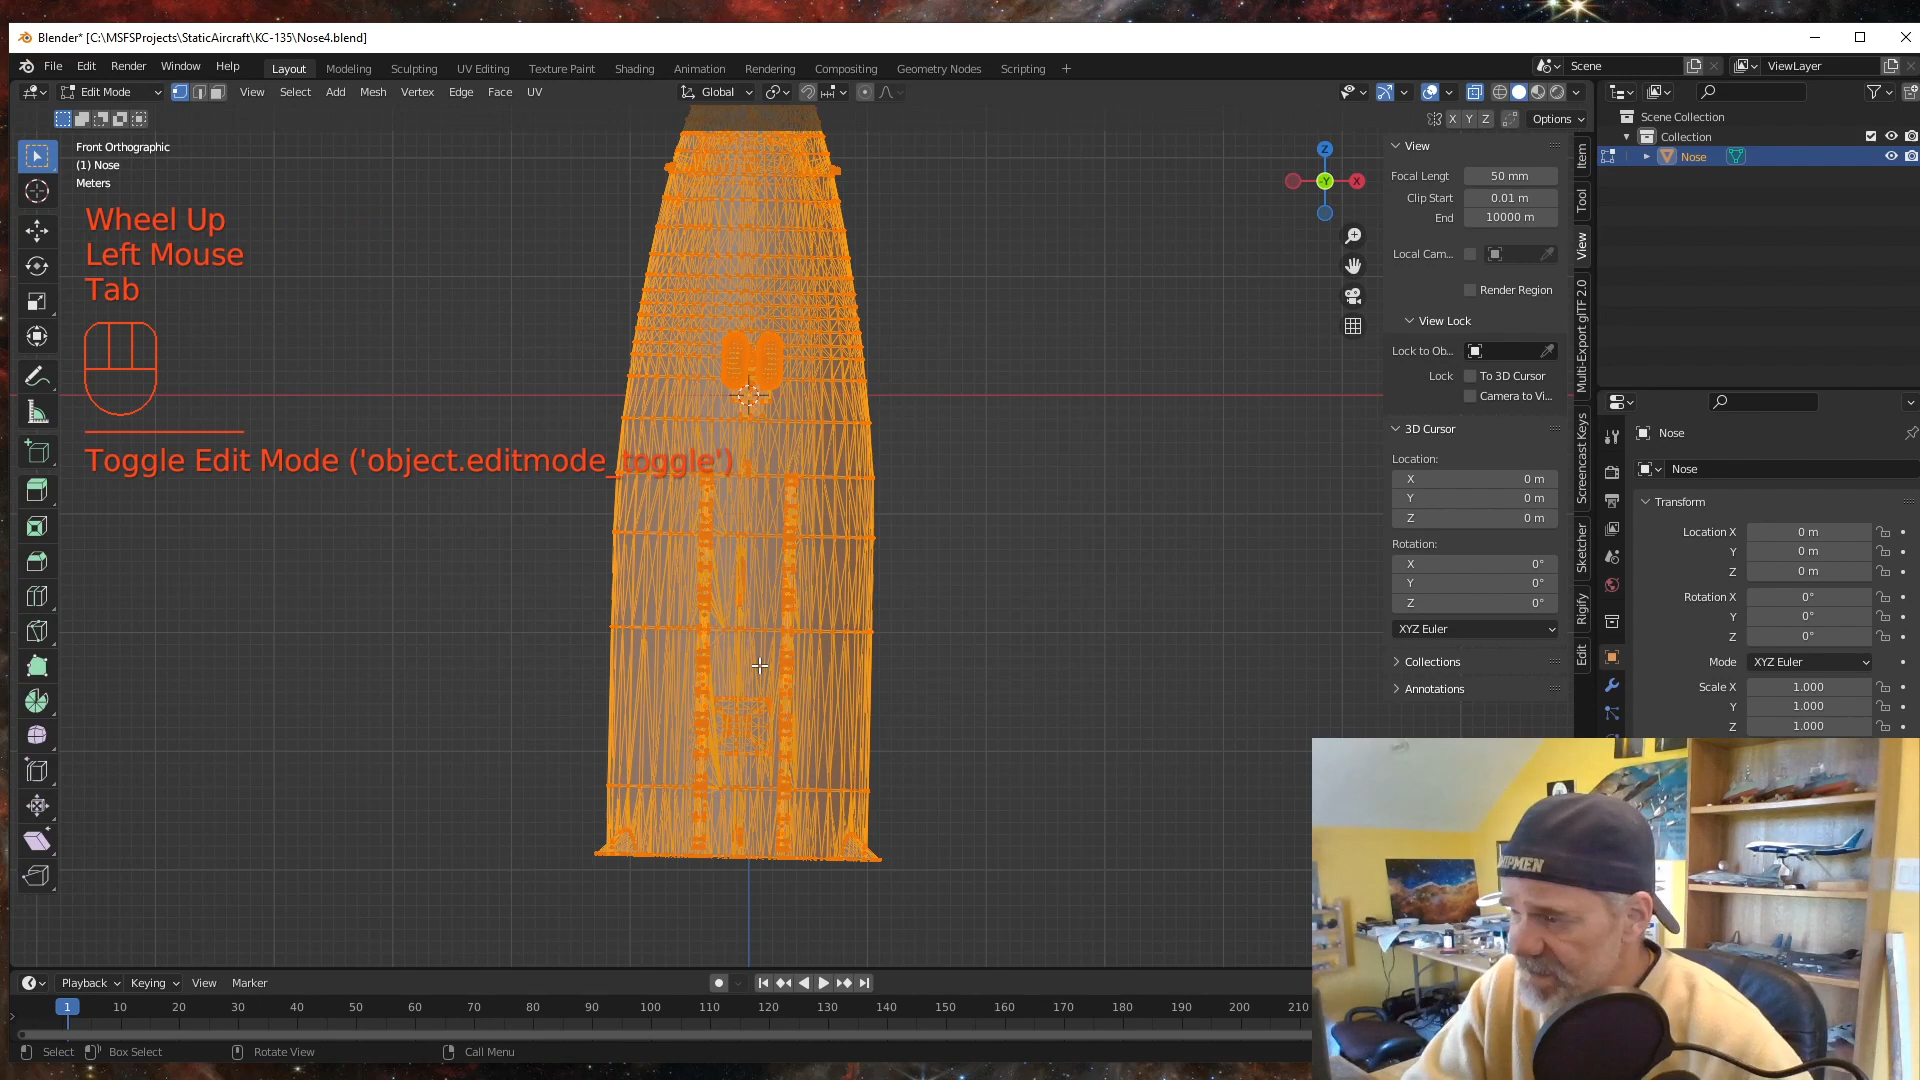 Blender* [C:\MSFSProjects\StaticAircraft\KC-135\Nose4.blend]
File Edit Render Window Help Layout Modeling Sculpting UV Editing Texture Paint Shading Animation Rendering Compositing Geometry Nodes Scripting + Scene ViewLayer
Edit Mode View Select Add Mesh Vertex Edge Face UV Global
X Y Z Options
Front Orthographic
(1) Nose
Meters
Wheel Up
Left Mouse
Tab
Toggle Edit Mode ('object.editmode_toggle')
Z
-Y
X
View
Focal Lengt 50 mm
Clip Start 0.01 m
End 10000 m
Local Cam...
Render Region
View Lock
Lock to Ob...
Lock To 3D Cursor
Camera to Vi...
3D Cursor
Location:
X 0 m
Y 0 m
Z 0 m
Rotation:
X 0°
Y 0°
Z 0°
XYZ Euler
Collections
Annotations
Item
Tool
View
Multi-Export glTF 2.0
Screencast Keys
Sketcher
Rigify
Edit
Scene Collection
Collection
Nose
Nose
Nose
Transform
Location X 0 m
Y 0 m
Z 0 m
Rotation X 0°
Y 0°
Z 0°
Mode XYZ Euler
Scale X 1.000
Y 1.000
Z 1.000
Playback Keying View Marker
1 10 20 30 40 50 60 70 80 90 100 110 120 130 140 150 160 170 180 190 200 210
Select Box Select Rotate View Call Menu